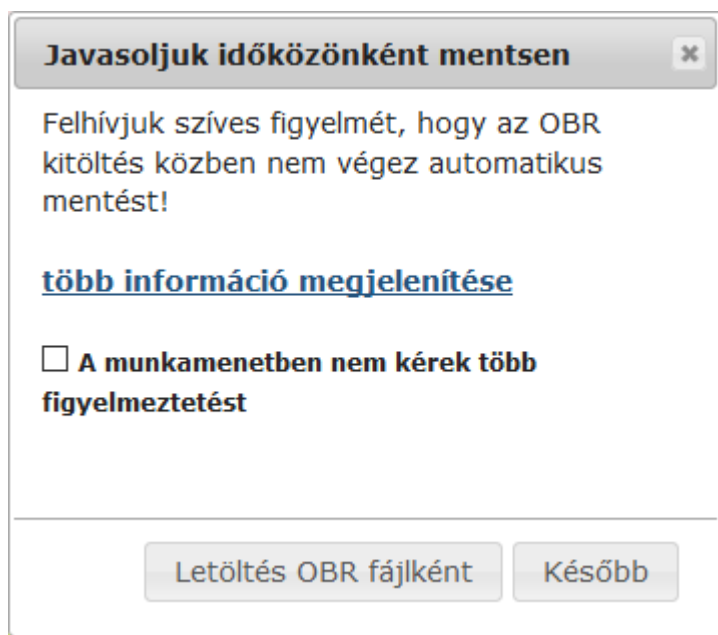 Javasoljuk időközönként mentsen
Felhívjuk szíves figyelmét, hogy az OBR
kitöltés közben nem végez automatikus
mentést!
több információ megjelenítése
A munkamenetben nem kérek több
figyelmeztetést
Letöltés OBR fájlként Később